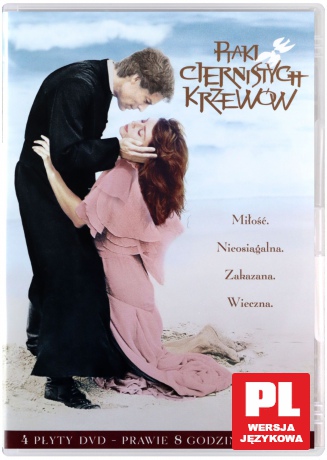 PTAKI
CIERNISTYCH
KRZEWÓW
Miłość.
Nieosiągalna.
Zakazana.
Wieczna.
4 PŁYTY DVD - PRAWIE 8 GODZIN
PL
WERSJA
JĘZYKOWA